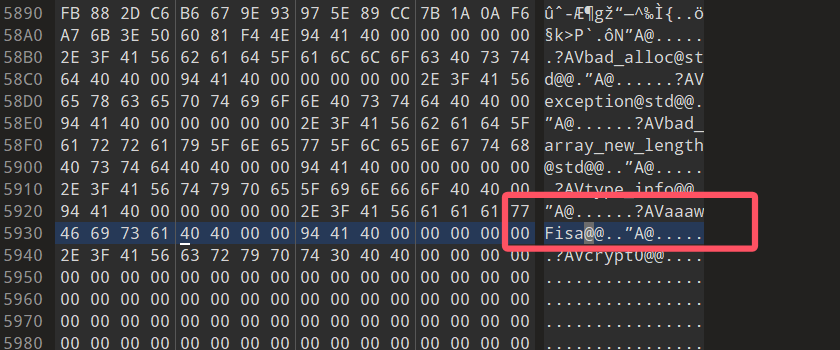 5890 FB 88 2D C6 B6 67 9E 93 97 5E 89 CC 7B 1A 0A F6 ûˆ-Æ¶gž“—^‰Ì{..ö
58A0 A7 6B 3E 50 60 81 F4 4E 94 41 40 00 00 00 00 00 §k>P`.ôN”A@.....
58B0 2E 3F 41 56 62 61 64 5F 61 6C 6C 6F 63 40 73 74 .?AVbad_alloc@st
58C0 64 40 40 00 94 41 40 00 00 00 00 00 2E 3F 41 56 d@@.”A@......?AV
58D0 65 78 63 65 70 74 69 6F 6E 40 73 74 64 40 40 00 exception@std@@.
58E0 94 41 40 00 00 00 00 00 2E 3F 41 56 62 61 64 5F ”A@......?AVbad_
58F0 61 72 72 61 79 5F 6E 65 77 5F 6C 65 6E 67 74 68 array_new_length
5900 40 73 74 64 40 40 00 00 94 41 40 00 00 00 00 00 @std@@..”A@.....
5910 2E 3F 41 56 74 79 70 65 5F 69 6E 66 6F 40 40 00 .?AVtype_info@@.
5920 94 41 40 00 00 00 00 00 2E 3F 41 56 61 61 61 77 ”A@......?AVaaaw
5930 46 69 73 61 40 40 00 00 94 41 40 00 00 00 00 00 Fisa@@..”A@.....
5940 2E 3F 41 56 63 72 79 70 74 30 40 40 00 00 00 00 .?AVcrypt0@@....
5950 00 00 00 00 00 00 00 00 00 00 00 00 00 00 00 00 ................
5960 00 00 00 00 00 00 00 00 00 00 00 00 00 00 00 00 ................
5970 00 00 00 00 00 00 00 00 00 00 00 00 00 00 00 00 ................
5980 00 00 00 00 00 00 00 00 00 00 00 00 00 00 00 00 ................